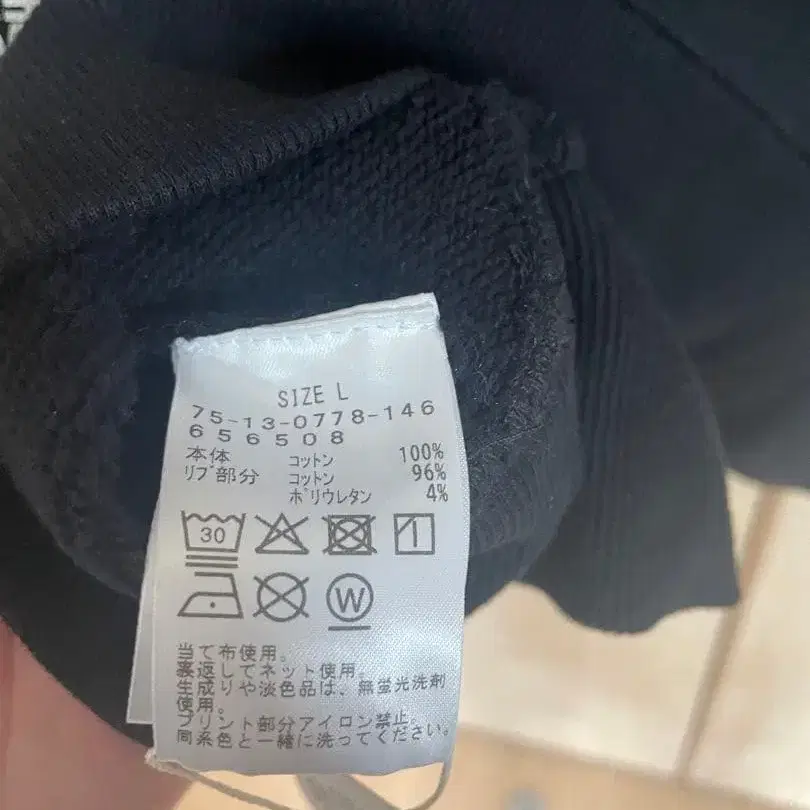 SIZE L
75-13-0778-146
656508
本体 コットン 100%
リブ部分 コットン 96%
ポリウレタン 4%
30
W
当て布使用。
裏返してネット使用。
生成りや淡色品は、無蛍光洗剤
使用。
プリント部分アイロン禁止。
同系色と一緒に洗ってください。